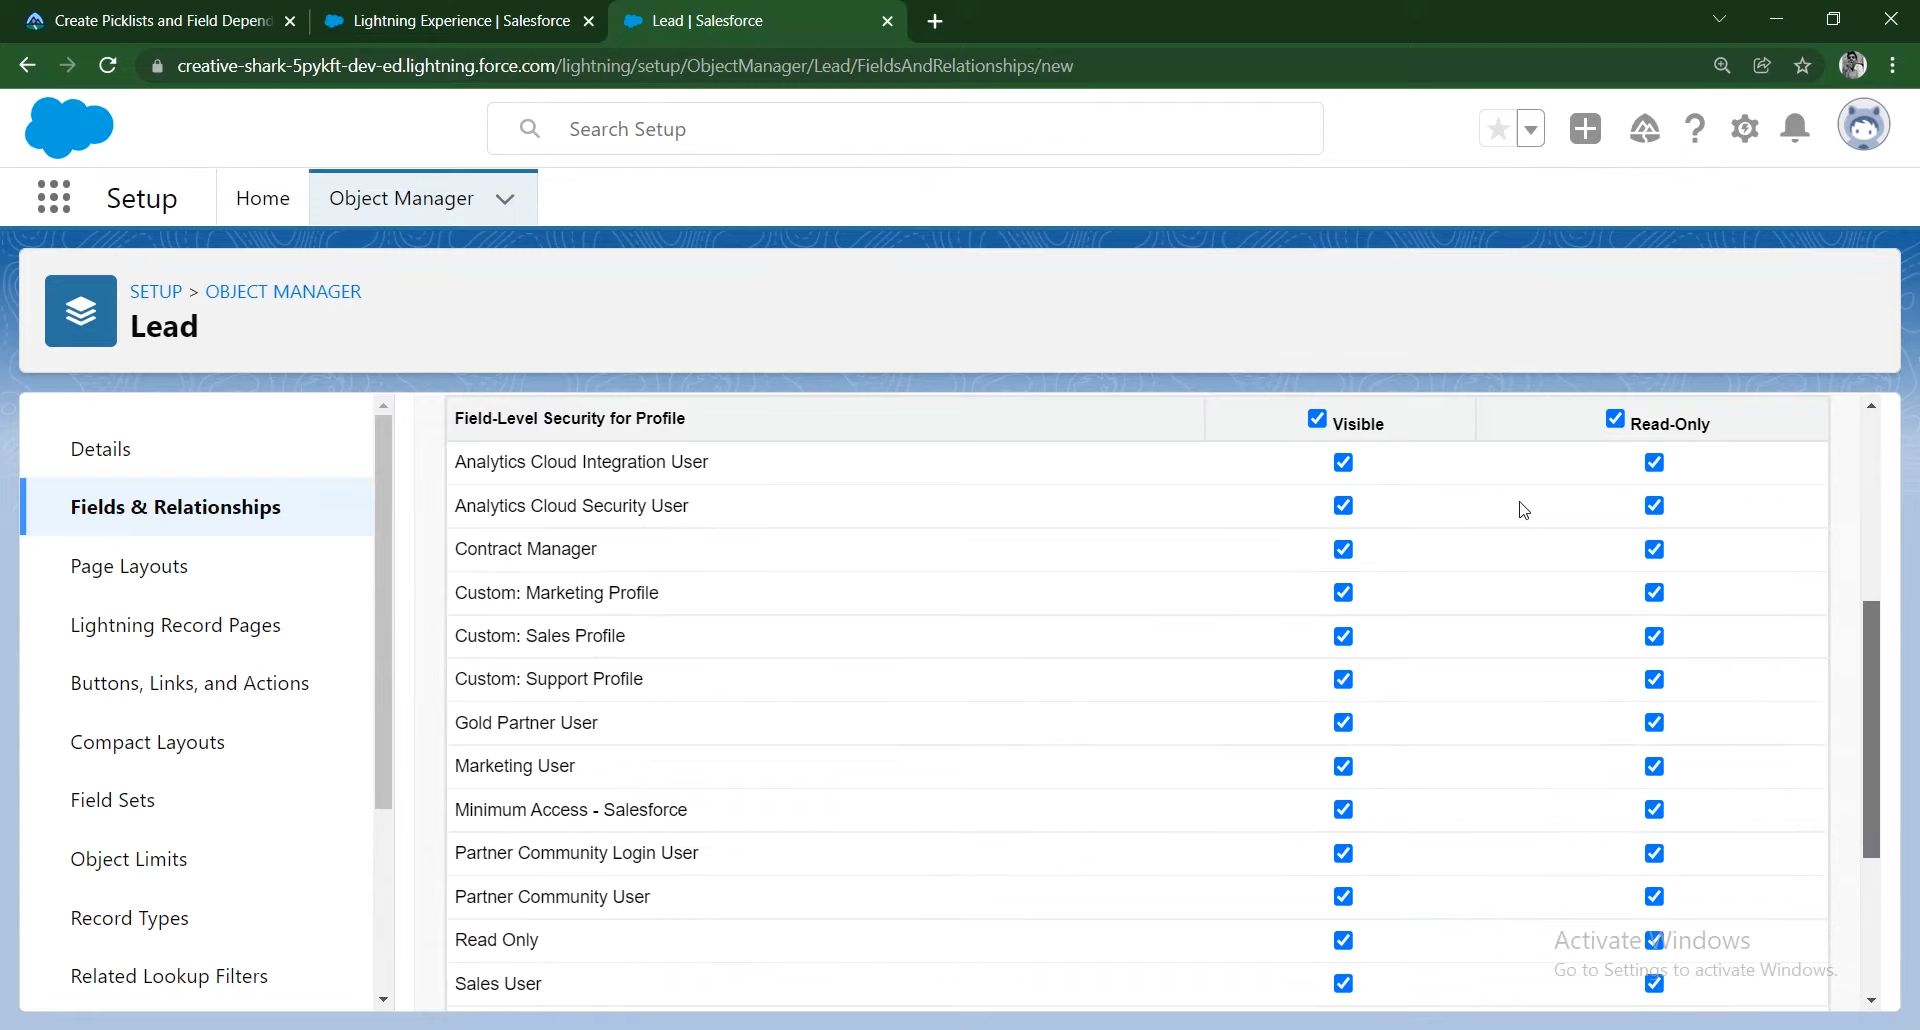 Create Picklists and Field Depend
Lightning Experience | Salesforce
Lead | Salesforce
creative-shark-5pykft-dev-ed.lightning.force.com/lightning/setup/ObjectManager/Lead/FieldsAndRelationships/new
Search Setup
Setup
Home
Object Manager
SETUP > OBJECT MANAGER
Lead
Details
Fields & Relationships
Page Layouts
Lightning Record Pages
Buttons, Links, and Actions
Compact Layouts
Field Sets
Object Limits
Record Types
Related Lookup Filters
Field-Level Security for Profile Visible Read-Only
Analytics Cloud Integration User
Analytics Cloud Security User
Contract Manager
Custom: Marketing Profile
Custom: Sales Profile
Custom: Support Profile
Gold Partner User
Marketing User
Minimum Access - Salesforce
Partner Community Login User
Partner Community User
Read Only
Sales User
Activate Windows
Go to Settings to activate Windows.